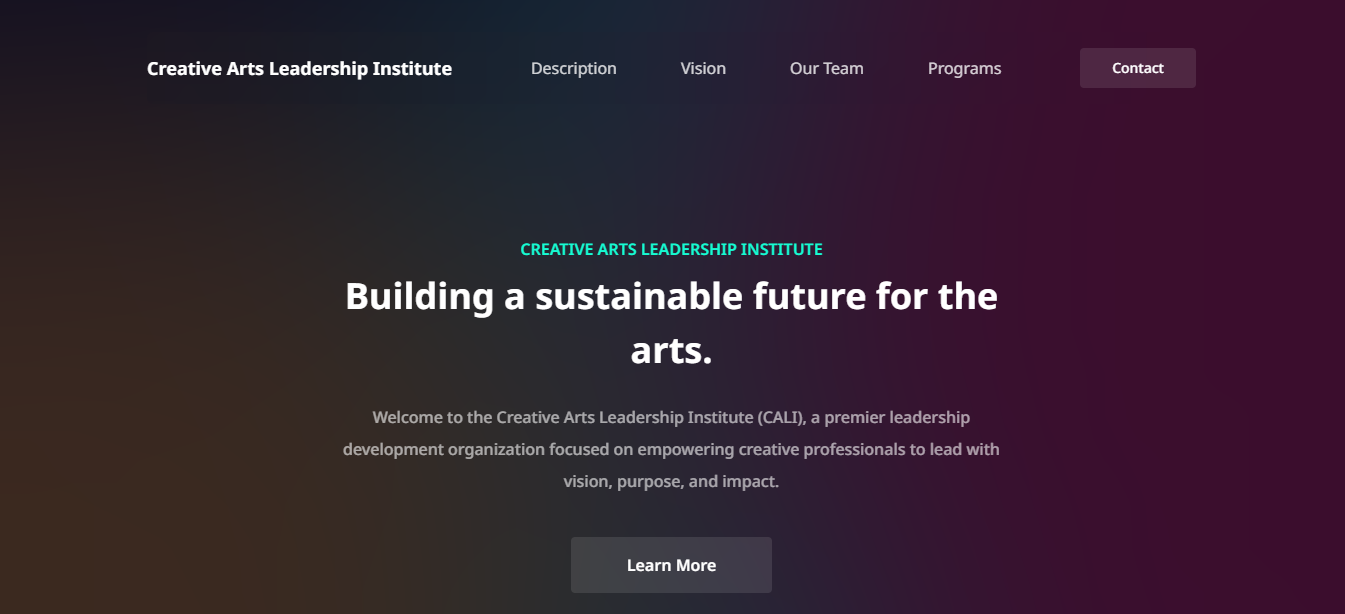 Creative Arts Leadership Institute Description Vision Our Team Programs Contact
CREATIVE ARTS LEADERSHIP INSTITUTE
Building a sustainable future for the
arts.
Welcome to the Creative Arts Leadership Institute (CALI), a premier leadership
development organization focused on empowering creative professionals to lead with
vision, purpose, and impact.
Learn More